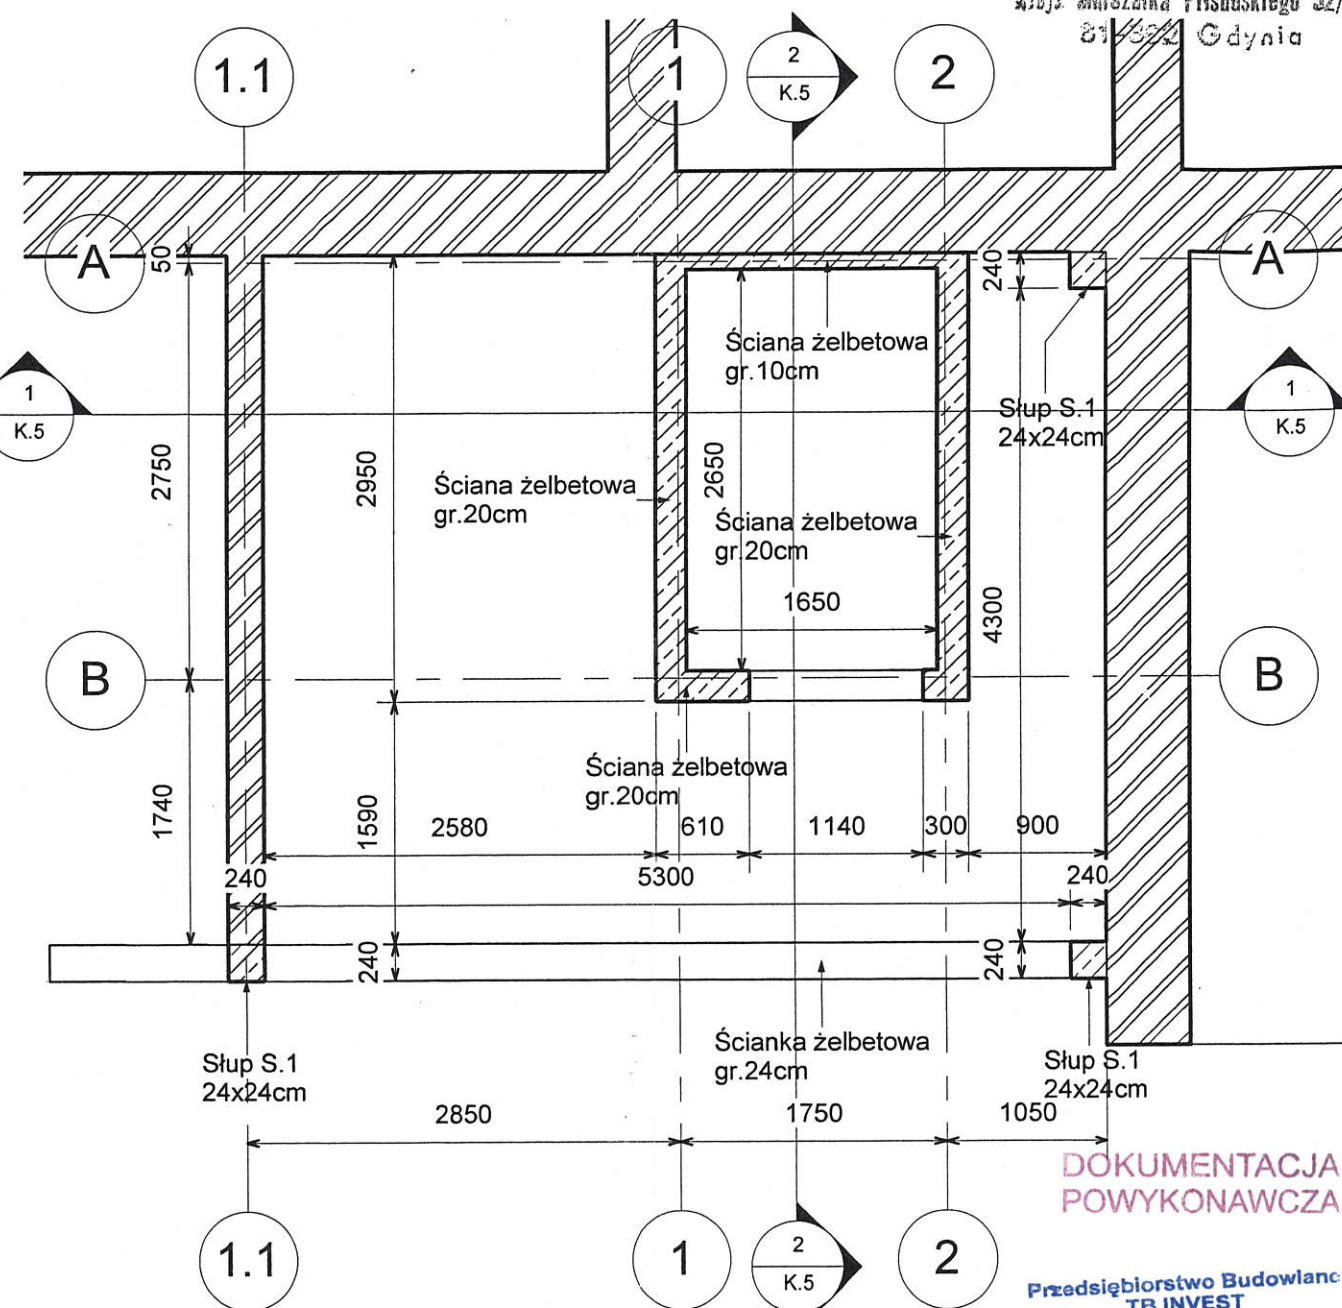 81-382 Gdynia
1.1
1
2
K.5
2
A
50
240
A
Ściana żelbetowa
gr.10cm
1
K.5
Słup S.1
24x24cm
1
K.5
2750
2950
Ściana żelbetowa
gr.20cm
2650
Ściana żelbetowa
gr.20cm
1650
4300
B
B
Ściana żelbetowa
gr.20cm
1740
1590
2580
610
1140
300
900
240
5300
240
240
240
Ścianka żelbetowa
gr.24cm
Słup S.1
24x24cm
Słup S.1
24x24cm
2850
1750
1050
DOKUMENTACJA
POWYKONAWCZA
1.1
1
2
K.5
2
Przedsiębiorstwo Budowlane
TB INVEST